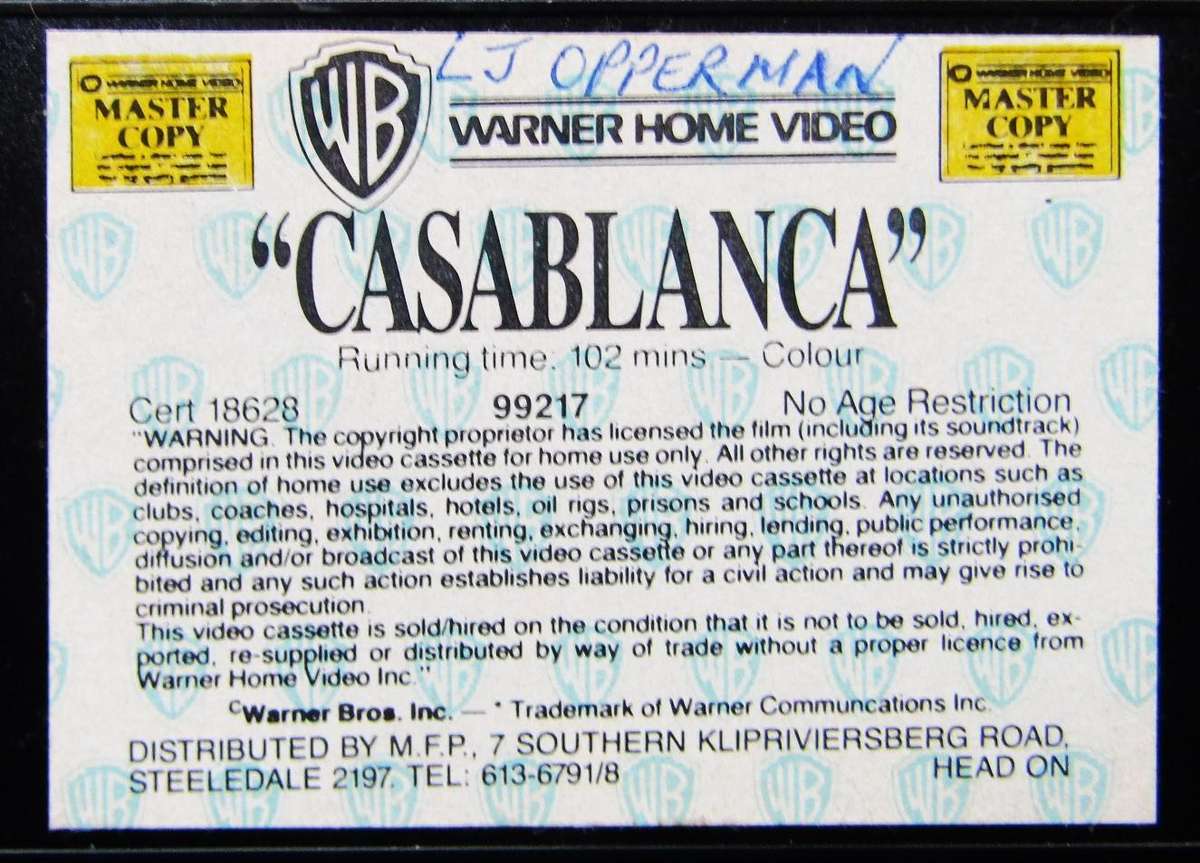 LJ OPPERMAN
WARNER HOME VIDEO
MASTER
COPY
WB
WARNER HOME VIDEO
WARNER HOME VIDEO
MASTER
COPY
“CASABLANCA”
Running time: 102 mins — Colour
Cert 18628 99217 No Age Restriction
"WARNING. The copyright proprietor has licensed the film (including its soundtrack)
comprised in this video cassette for home use only. All other rights are reserved. The
definition of home use excludes the use of this video cassette at locations such as
clubs, coaches, hospitals, hotels, oil rigs, prisons and schools. Any unauthorised
copying, editing, exhibition, renting, exchanging, hiring, lending, public performance,
diffusion and/or broadcast of this video cassette or any part thereof is strictly prohi-
bited and any such action establishes liability for a civil action and may give rise to
criminal prosecution.
This video cassette is sold/hired on the condition that it is not to be sold, hired, ex-
ported, re-supplied or distributed by way of trade without a proper licence from
Warner Home Video Inc."
©Warner Bros. Inc. — * Trademark of Warner Communcations Inc.
DISTRIBUTED BY M.F.P., 7 SOUTHERN KLIPRIVIERSBERG ROAD,
STEELEDALE 2197. TEL: 613-6791/8 HEAD ON